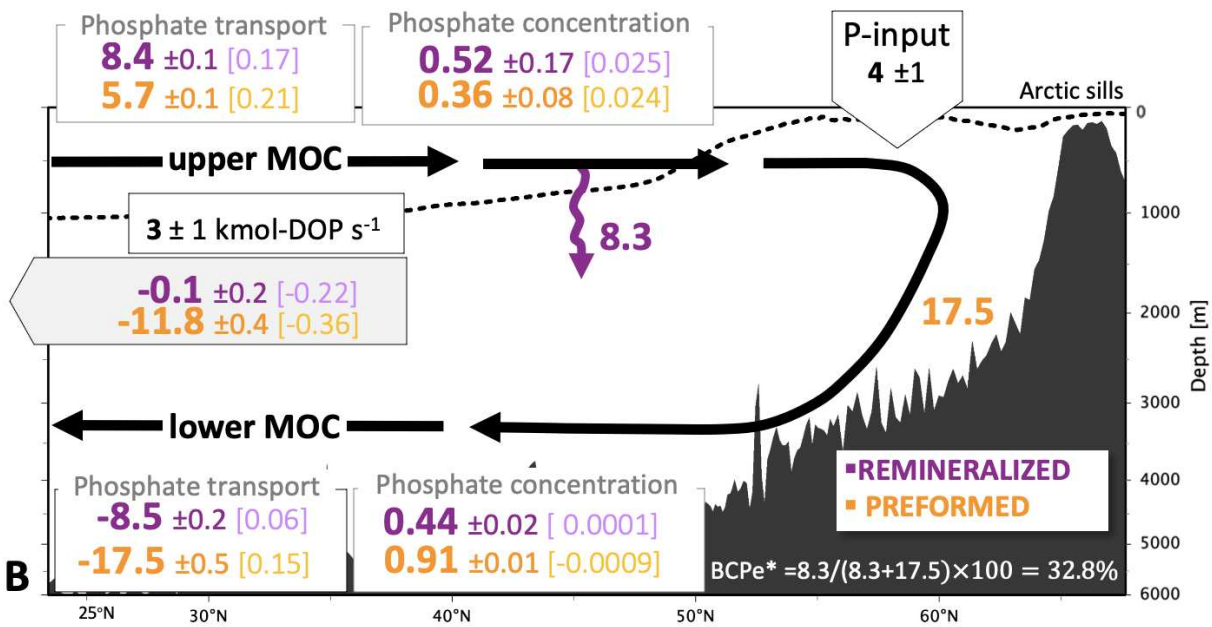 Phosphate transport
8.4 ±0.1 [0.17]
5.7 ±0.1 [0.21]
Phosphate concentration
0.52 ±0.17 [0.025]
0.36 ±0.08 [0.024]
P-input
4 ±1
Arctic sills
0
upper MOC
1000
3 ± 1 kmol-DOP s⁻¹
8.3
-0.1 ±0.2 [-0.22]
-11.8 ±0.4 [-0.36]
17.5
2000
Depth [m]
3000
lower MOC
▪REMINERALIZED
▪ PREFORMED
4000
Phosphate transport
-8.5 ±0.2 [0.06]
-17.5 ±0.5 [0.15]
Phosphate concentration
0.44 ±0.02 [ 0.0001]
0.91 ±0.01 [-0.0009]
5000
B
BCPe* =8.3/(8.3+17.5)×100 = 32.8%
6000
25°N 30°N 40°N 50°N 60°N